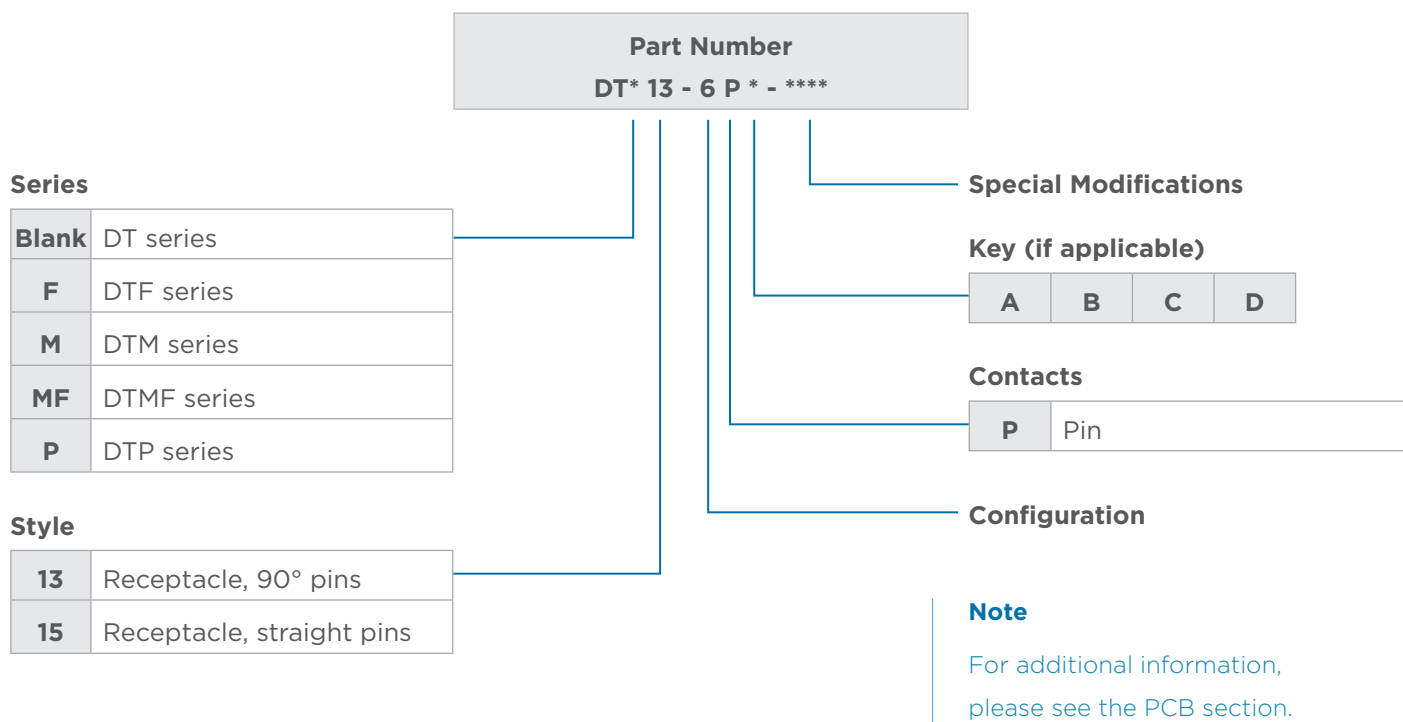 Part Number
DT* 13 - 6 P * - ****
Series
Blank DT series
F DTF series
M DTM series
MF DTMF series
P DTP series
Style
13 Receptacle, 90° pins
15 Receptacle, straight pins
Special Modifications
Key (if applicable)
A B C D
Contacts
P Pin
Configuration
Note
For additional information,
please see the PCB section.